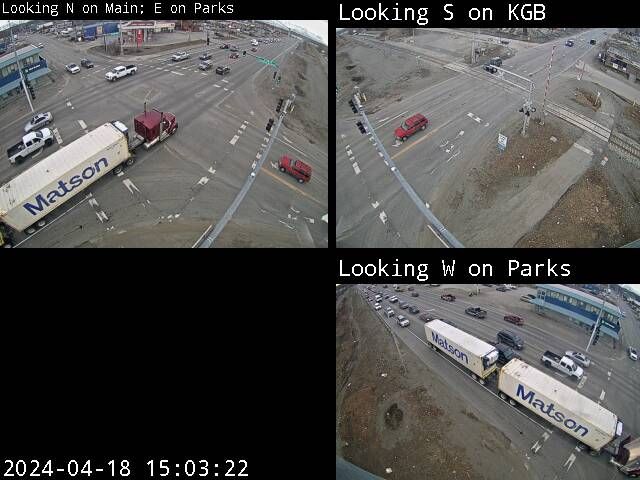 Looking N on Main; E on Parks
Looking S on KGB
Matson
Looking W on Parks
Matson
Matson
2024-04-18 15:03:22